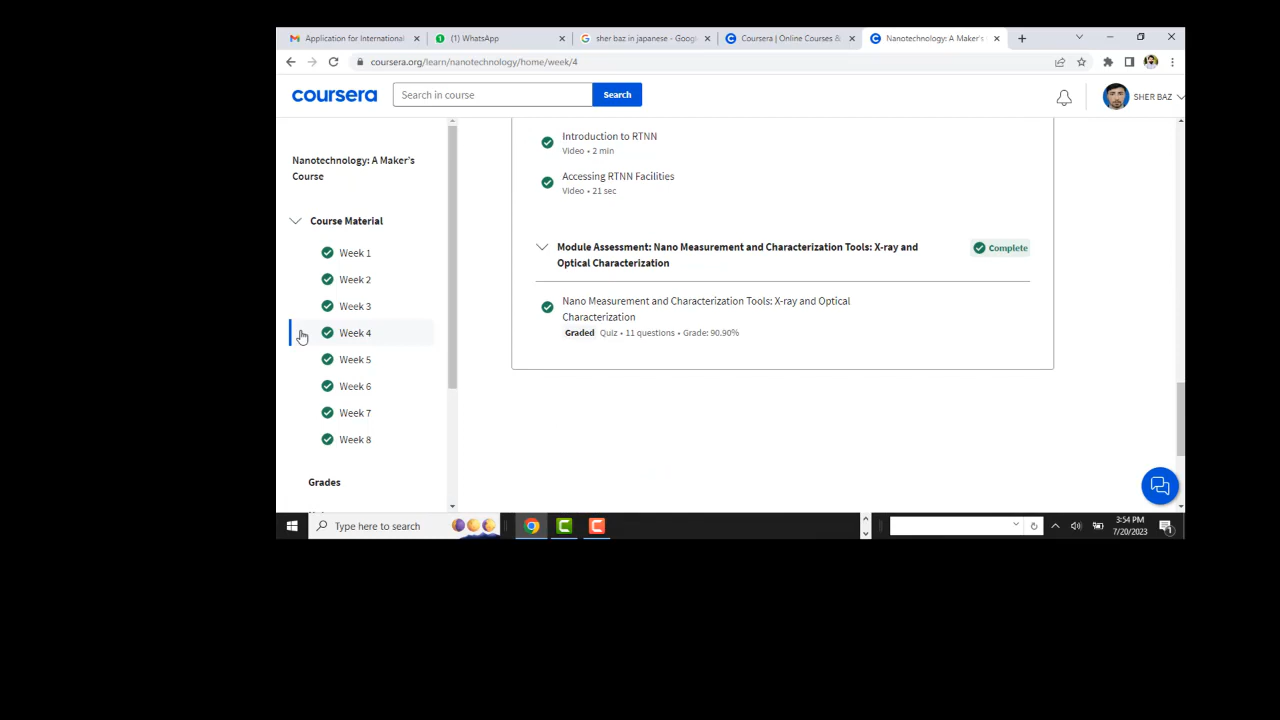 Application for International
(1) WhatsApp
sher baz in japanese - Goog
Coursera | Online Courses &
Nanotechnology: A Maker's
coursera.org/learn/nanotechnology/home/week/4
coursera
Search in course
Search
SHER BAZ
Nanotechnology: A Maker's
Course
Course Material
Week 1
Week 2
Week 3
Week 4
Week 5
Week 6
Week 7
Week 8
Grades
Introduction to RTNN
Video • 2 min
Accessing RTNN Facilities
Video • 21 sec
Module Assessment: Nano Measurement and Characterization Tools: X-ray and
Optical Characterization
Complete
Nano Measurement and Characterization Tools: X-ray and Optical
Characterization
Graded Quiz • 11 questions • Grade: 90.90%
Type here to search
3:54 PM
7/20/2023
1